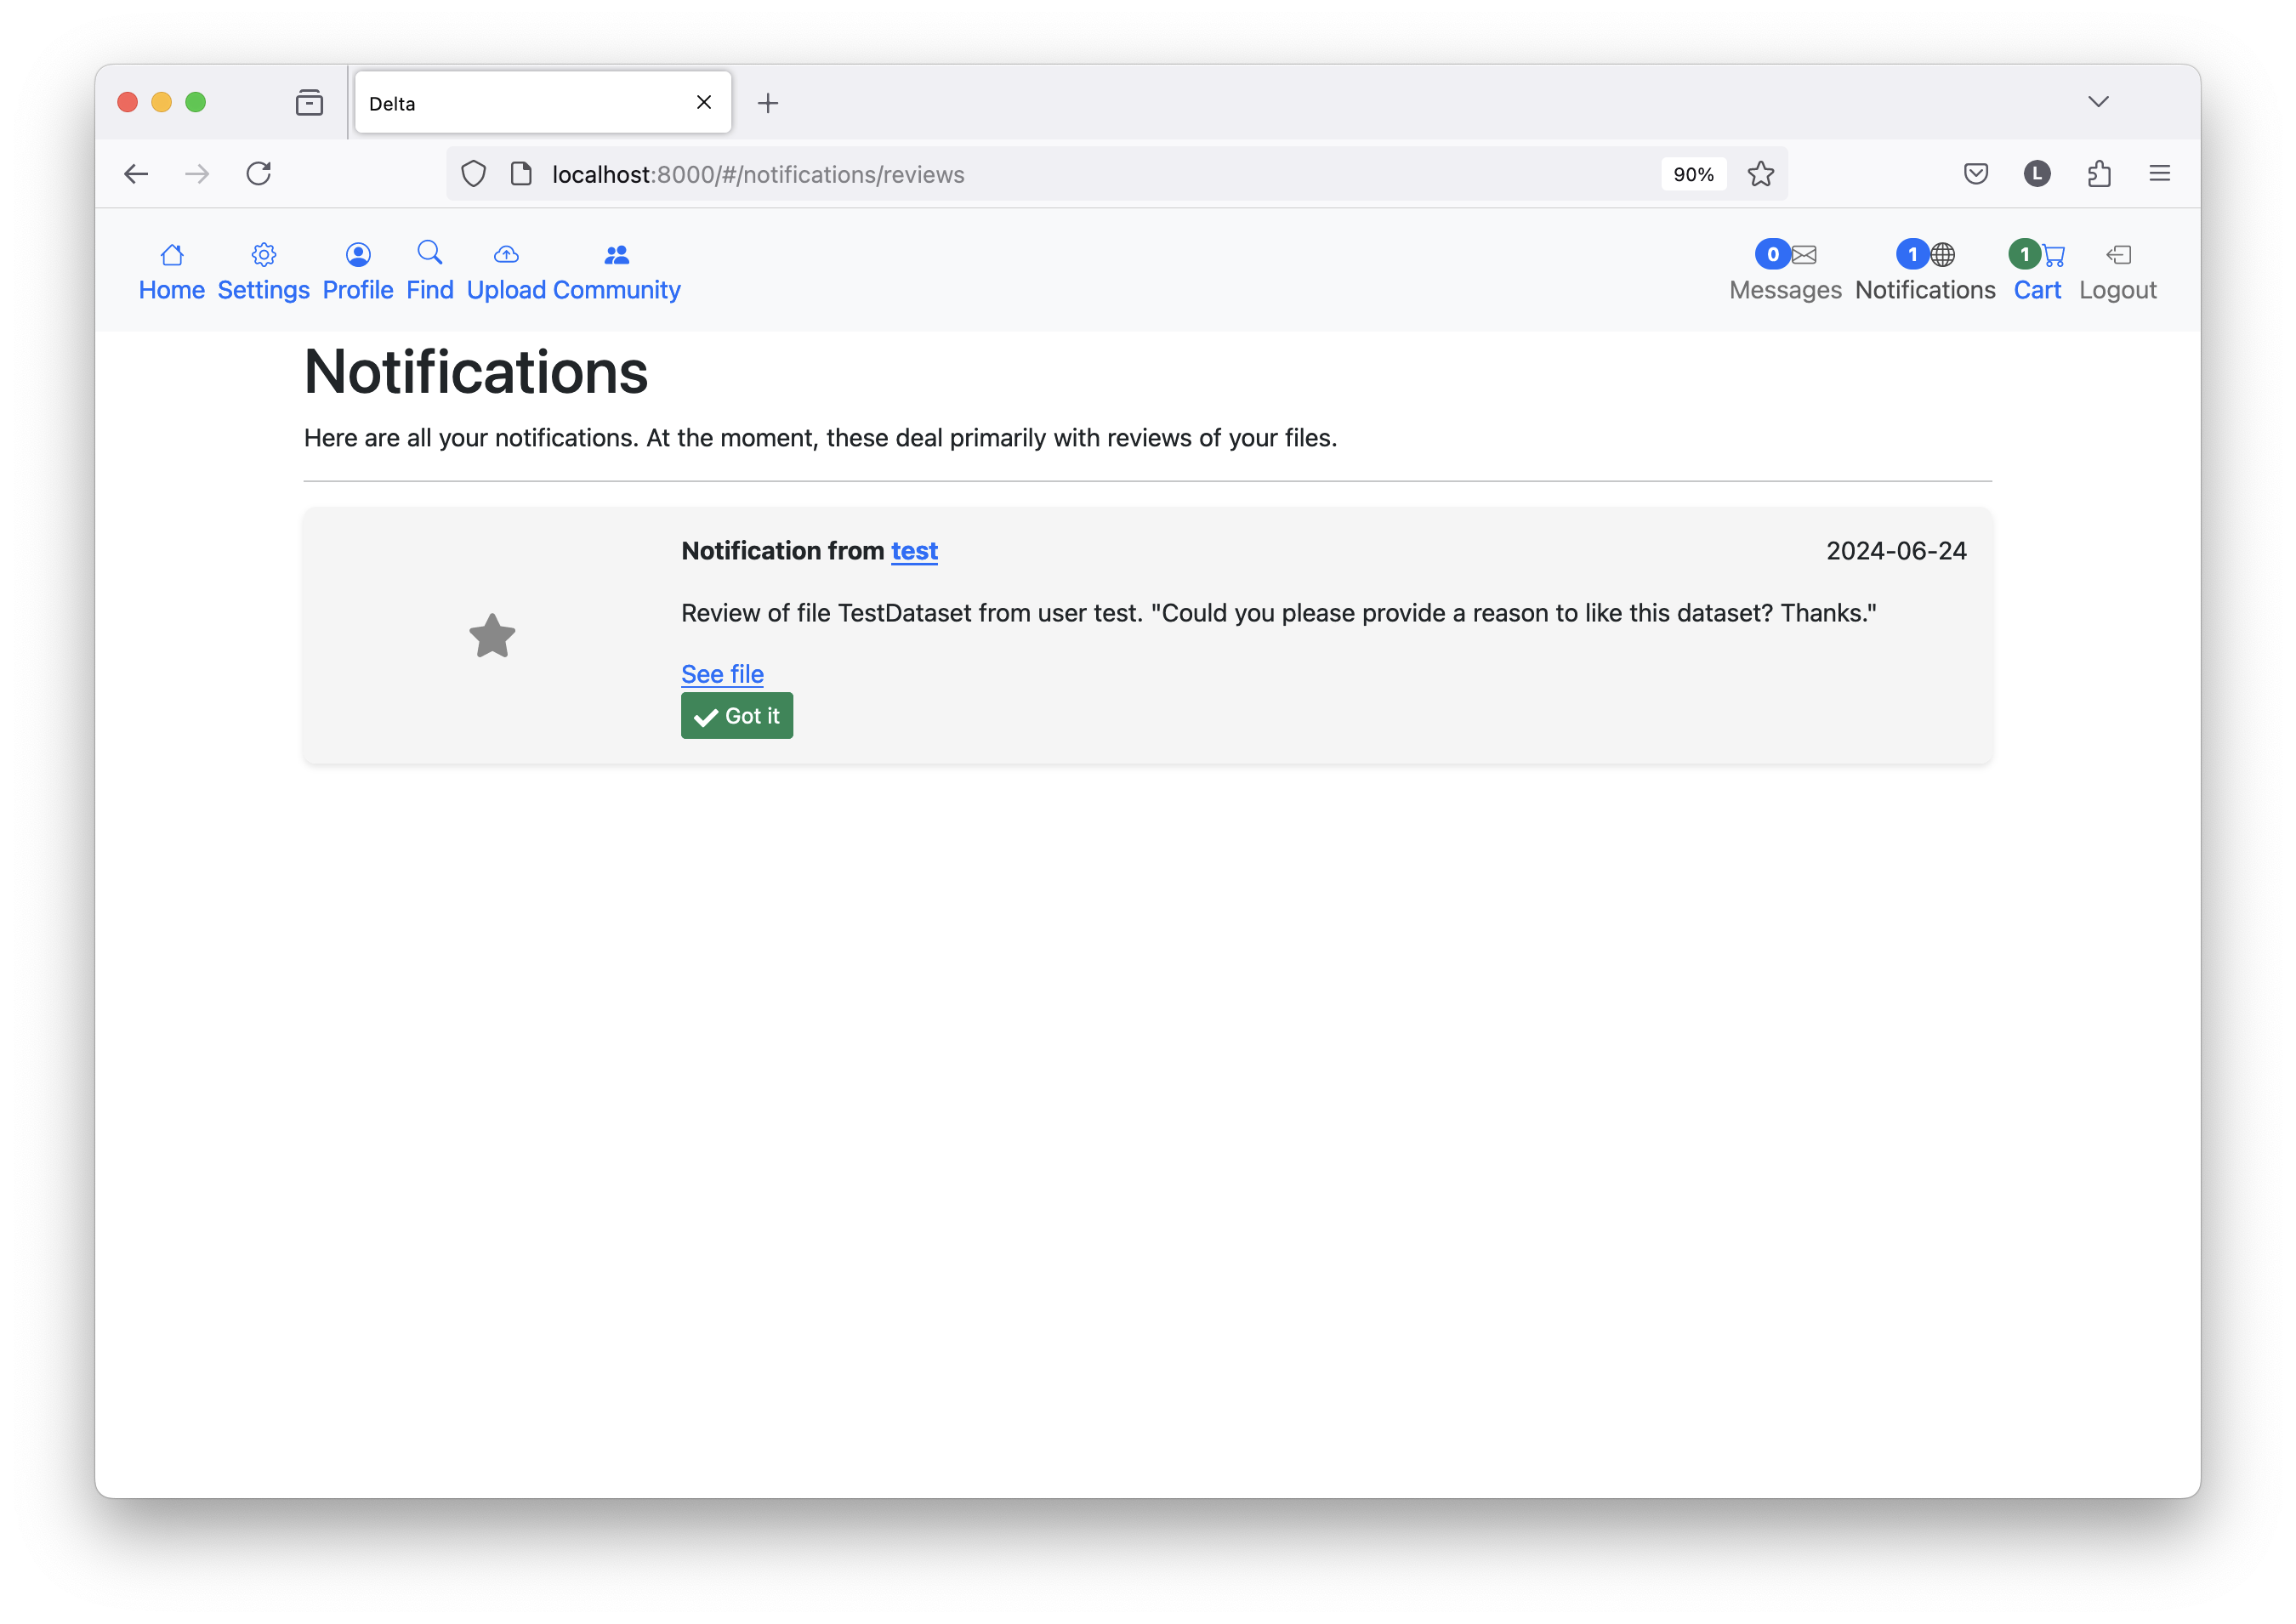 Delta
localhost:8000/#/notifications/reviews
90%
L
0
1
1
Home Settings Profile Find Upload Community
Messages Notifications Cart Logout
Notifications
Here are all your notifications. At the moment, these deal primarily with reviews of your files.
Notification from test
2024-06-24
Review of file TestDataset from user test. "Could you please provide a reason to like this dataset? Thanks."
See file
Got it